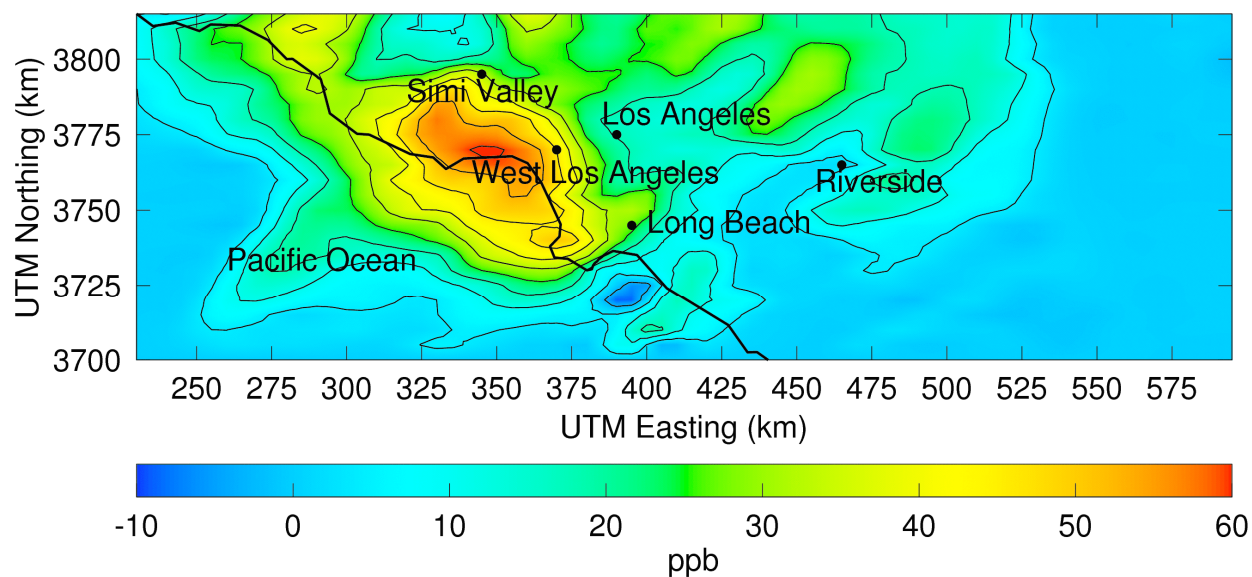 UTM Northing (km)
3800
3775
3750
3725
3700
Simi Valley
Los Angeles
West Los Angeles
Riverside
Long Beach
Pacific Ocean
250 275 300 325 350 375 400 425 450 475 500 525 550 575
UTM Easting (km)
-10 0 10 20 30 40 50 60
ppb